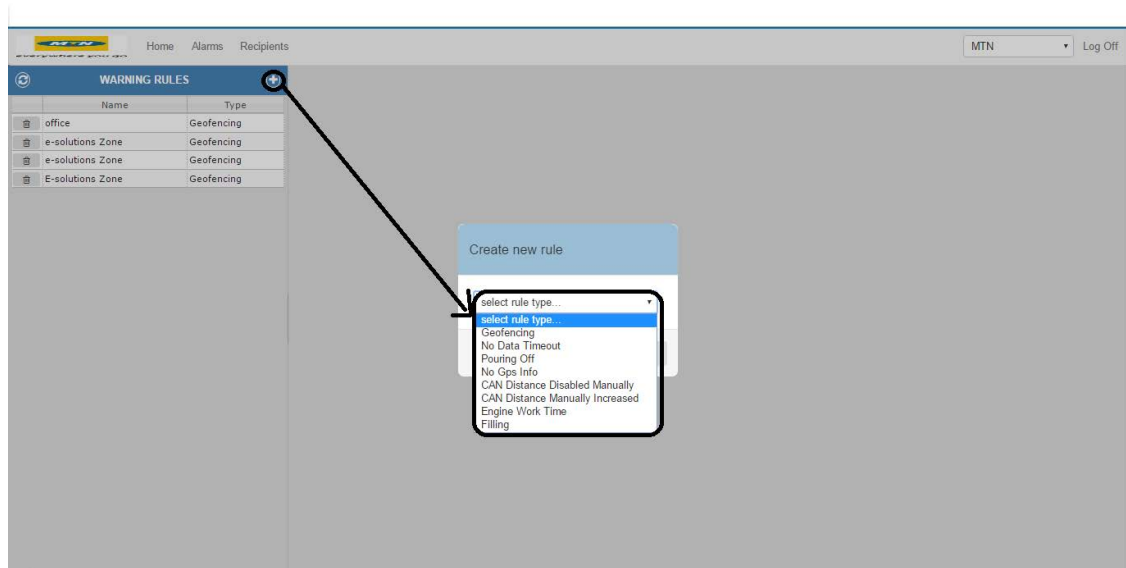 MTN Home Alarms Recipients MTN Log Off
WARNING RULES
Name Type
office Geofencing
e-solutions Zone Geofencing
e-solutions Zone Geofencing
E-solutions Zone Geofencing
Create new rule
select rule type...
select rule type...
Geofencing
No Data Timeout
Pouring Off
No Gps Info
CAN Distance Disabled Manually
CAN Distance Manually Increased
Engine Work Time
Filling